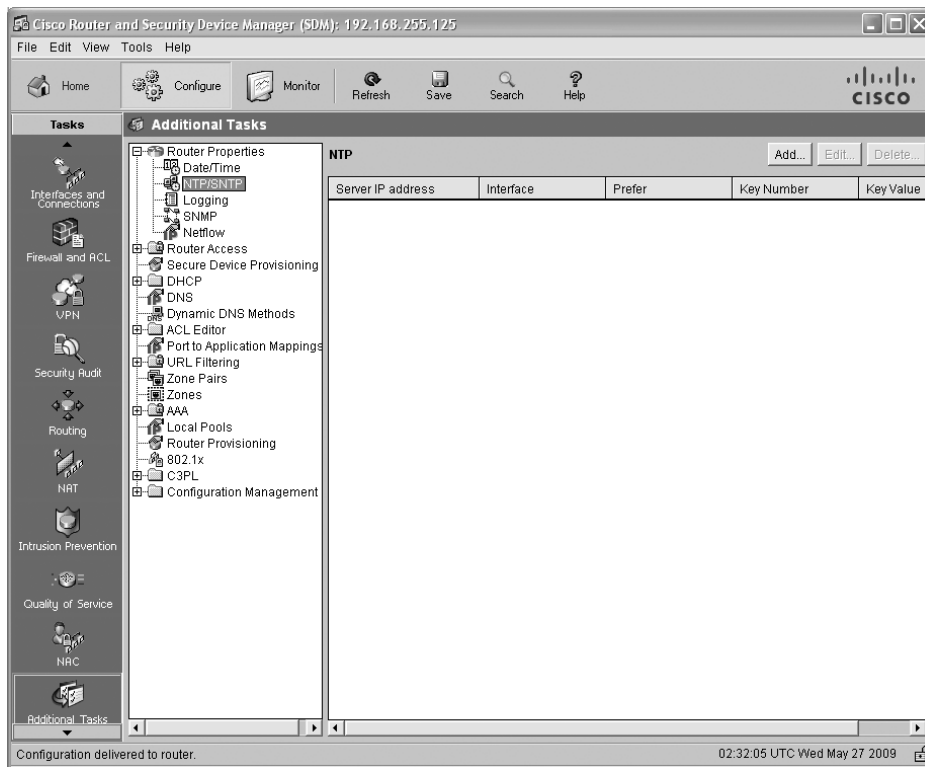 Cisco Router and Security Device Manager (SDM): 192.168.255.125
File Edit View Tools Help
Home
Configure
Monitor
Refresh
Save
Search
Help
CISCO
Tasks
Additional Tasks
Interfaces and
Connections
Firewall and ACL
VPN
Security Audit
Routing
NAT
Intrusion Prevention
Quality of Service
NAC
Additional Tasks
Router Properties
Date/Time
NTP/SNTP
Logging
SNMP
Netflow
Router Access
Secure Device Provisioning
DHCP
DNS
Dynamic DNS Methods
ACL Editor
Port to Application Mappings
URL Filtering
Zone Pairs
Zones
AAA
Local Pools
Router Provisioning
802.1x
C3PL
Configuration Management
NTP
Add... Edit... Delete...
Server IP address Interface Prefer Key Number Key Value
Configuration delivered to router.
02:32:05 UTC Wed May 27 2009